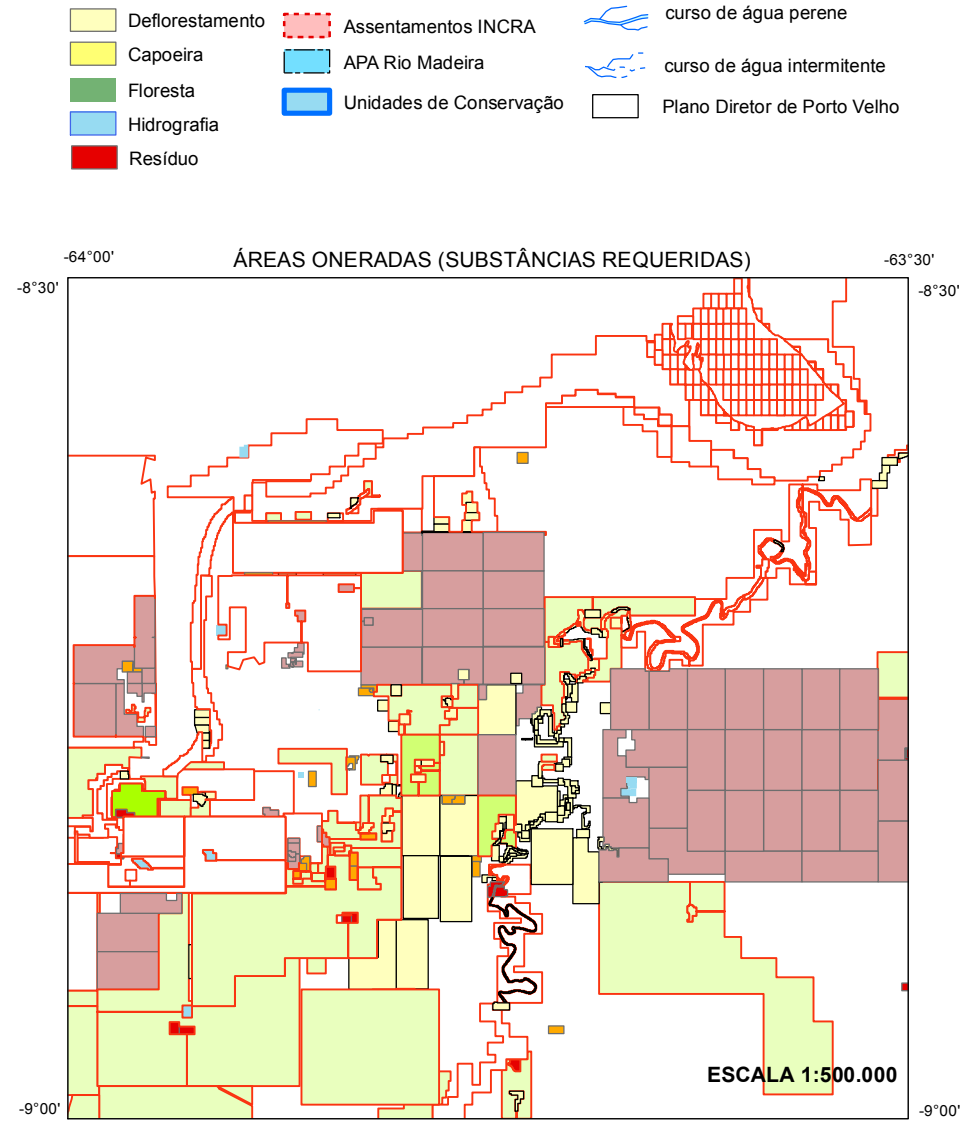 Deflorestamento
Capoeira
Floresta
Hidrografia
Resíduo
Assentamentos INCRA
APA Rio Madeira
Unidades de Conservação
curso de água perene
curso de água intermitente
Plano Diretor de Porto Velho
ÁREAS ONERADAS (SUBSTÂNCIAS REQUERIDAS)
-64°00'
-63°30'
-8°30'
-8°30'
ESCALA 1:500.000
-9°00'
-9°00'